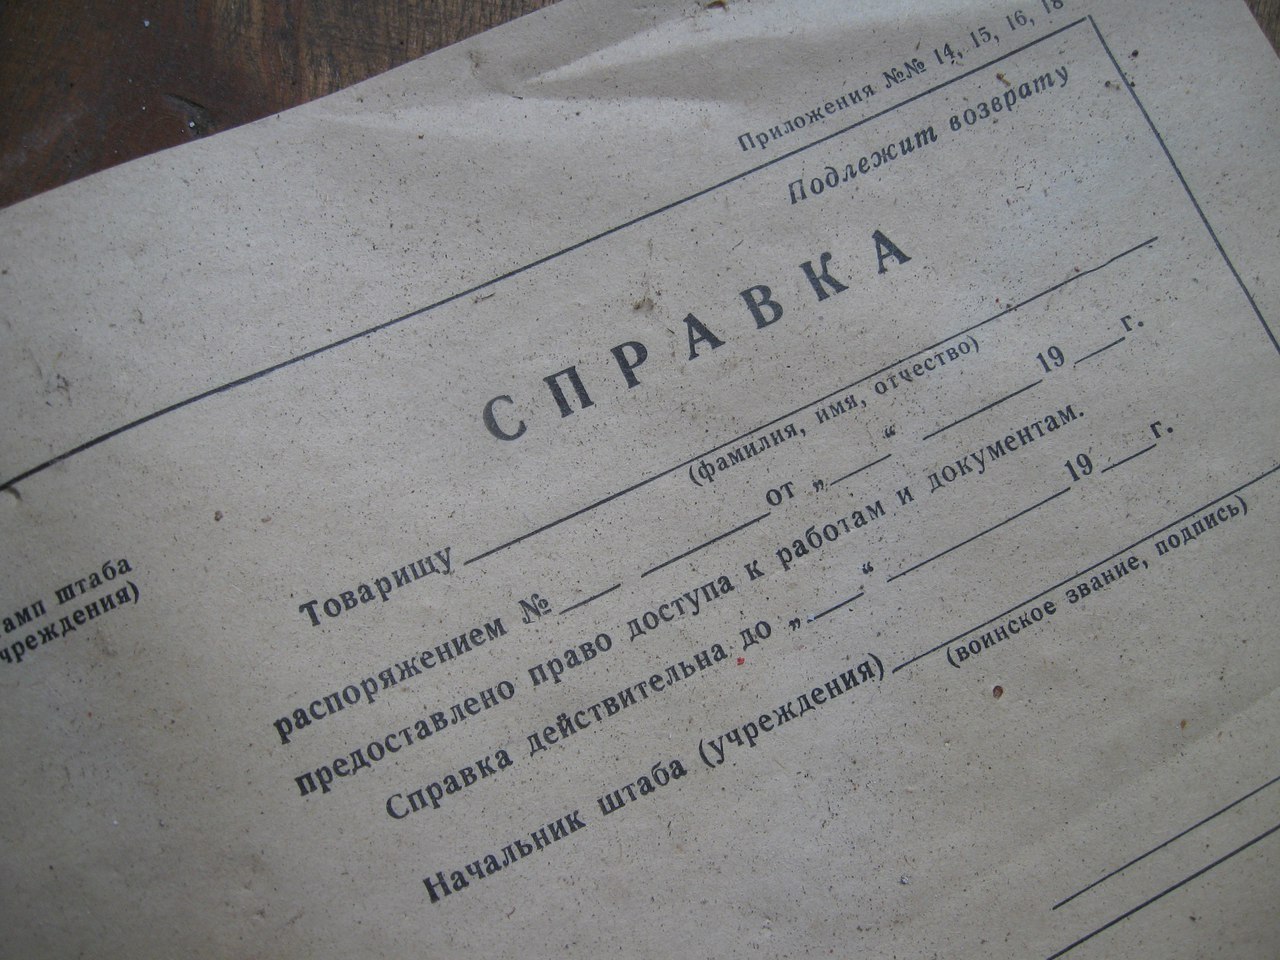 Приложения №№ 14, 15, 16, 18
Подлежит возврату
СПРАВКА
амп штаба
чреждения)
Товарищу
(фамилия, имя, отчество)
распоряжением № от „ “ 19 г.
предоставлено право доступа к работам и документам.
Справка действительна до „ “ 19 г.
Начальник штаба (учреждения)
(воинское звание, подпись)